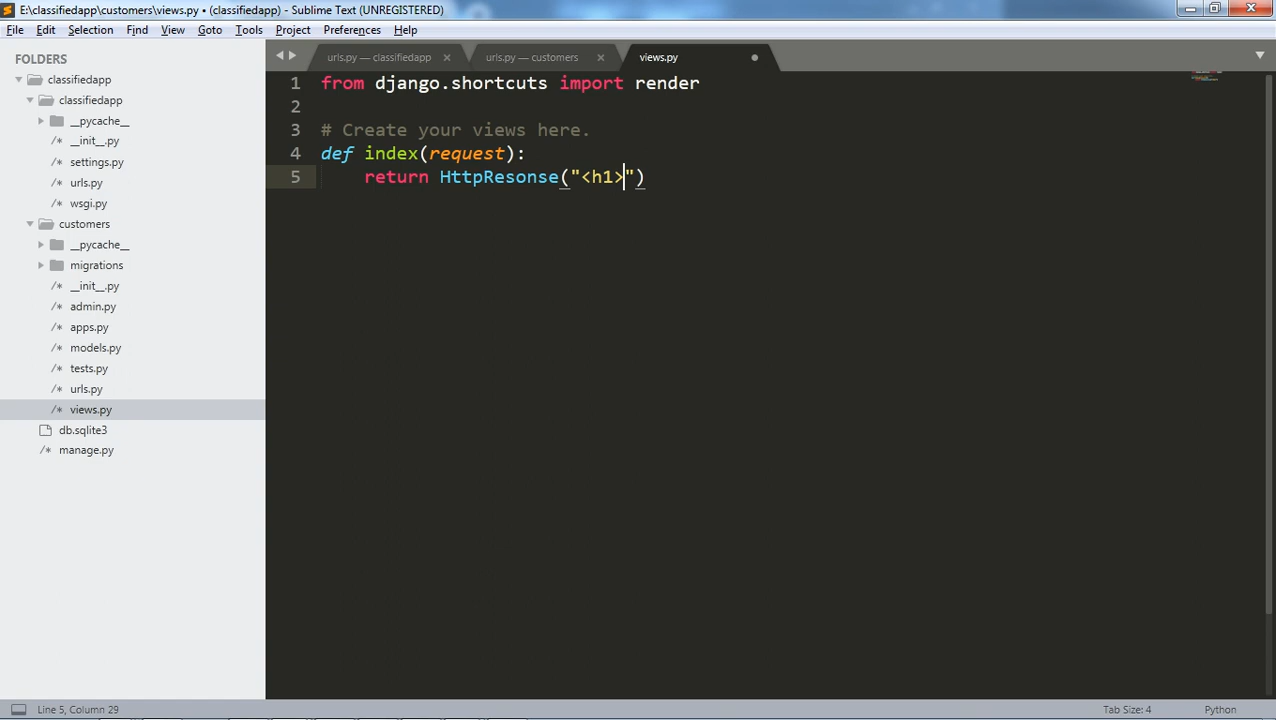 E:\classifiedapp\customers\views.py • (classifiedapp) - Sublime Text (UNREGISTERED)
File Edit Selection Find View Goto Tools Project Preferences Help
FOLDERS
classifiedapp
classifiedapp
__pycache__
__init__.py
settings.py
urls.py
wsgi.py
customers
__pycache__
migrations
__init__.py
admin.py
apps.py
models.py
tests.py
urls.py
views.py
db.sqlite3
manage.py
urls.py — classifiedapp
urls.py — customers
views.py
1 from django.shortcuts import render
2
3 # Create your views here.
4 def index(request):
5 return HttpResonse("<h1>")
Line 5, Column 29
Tab Size: 4
Python